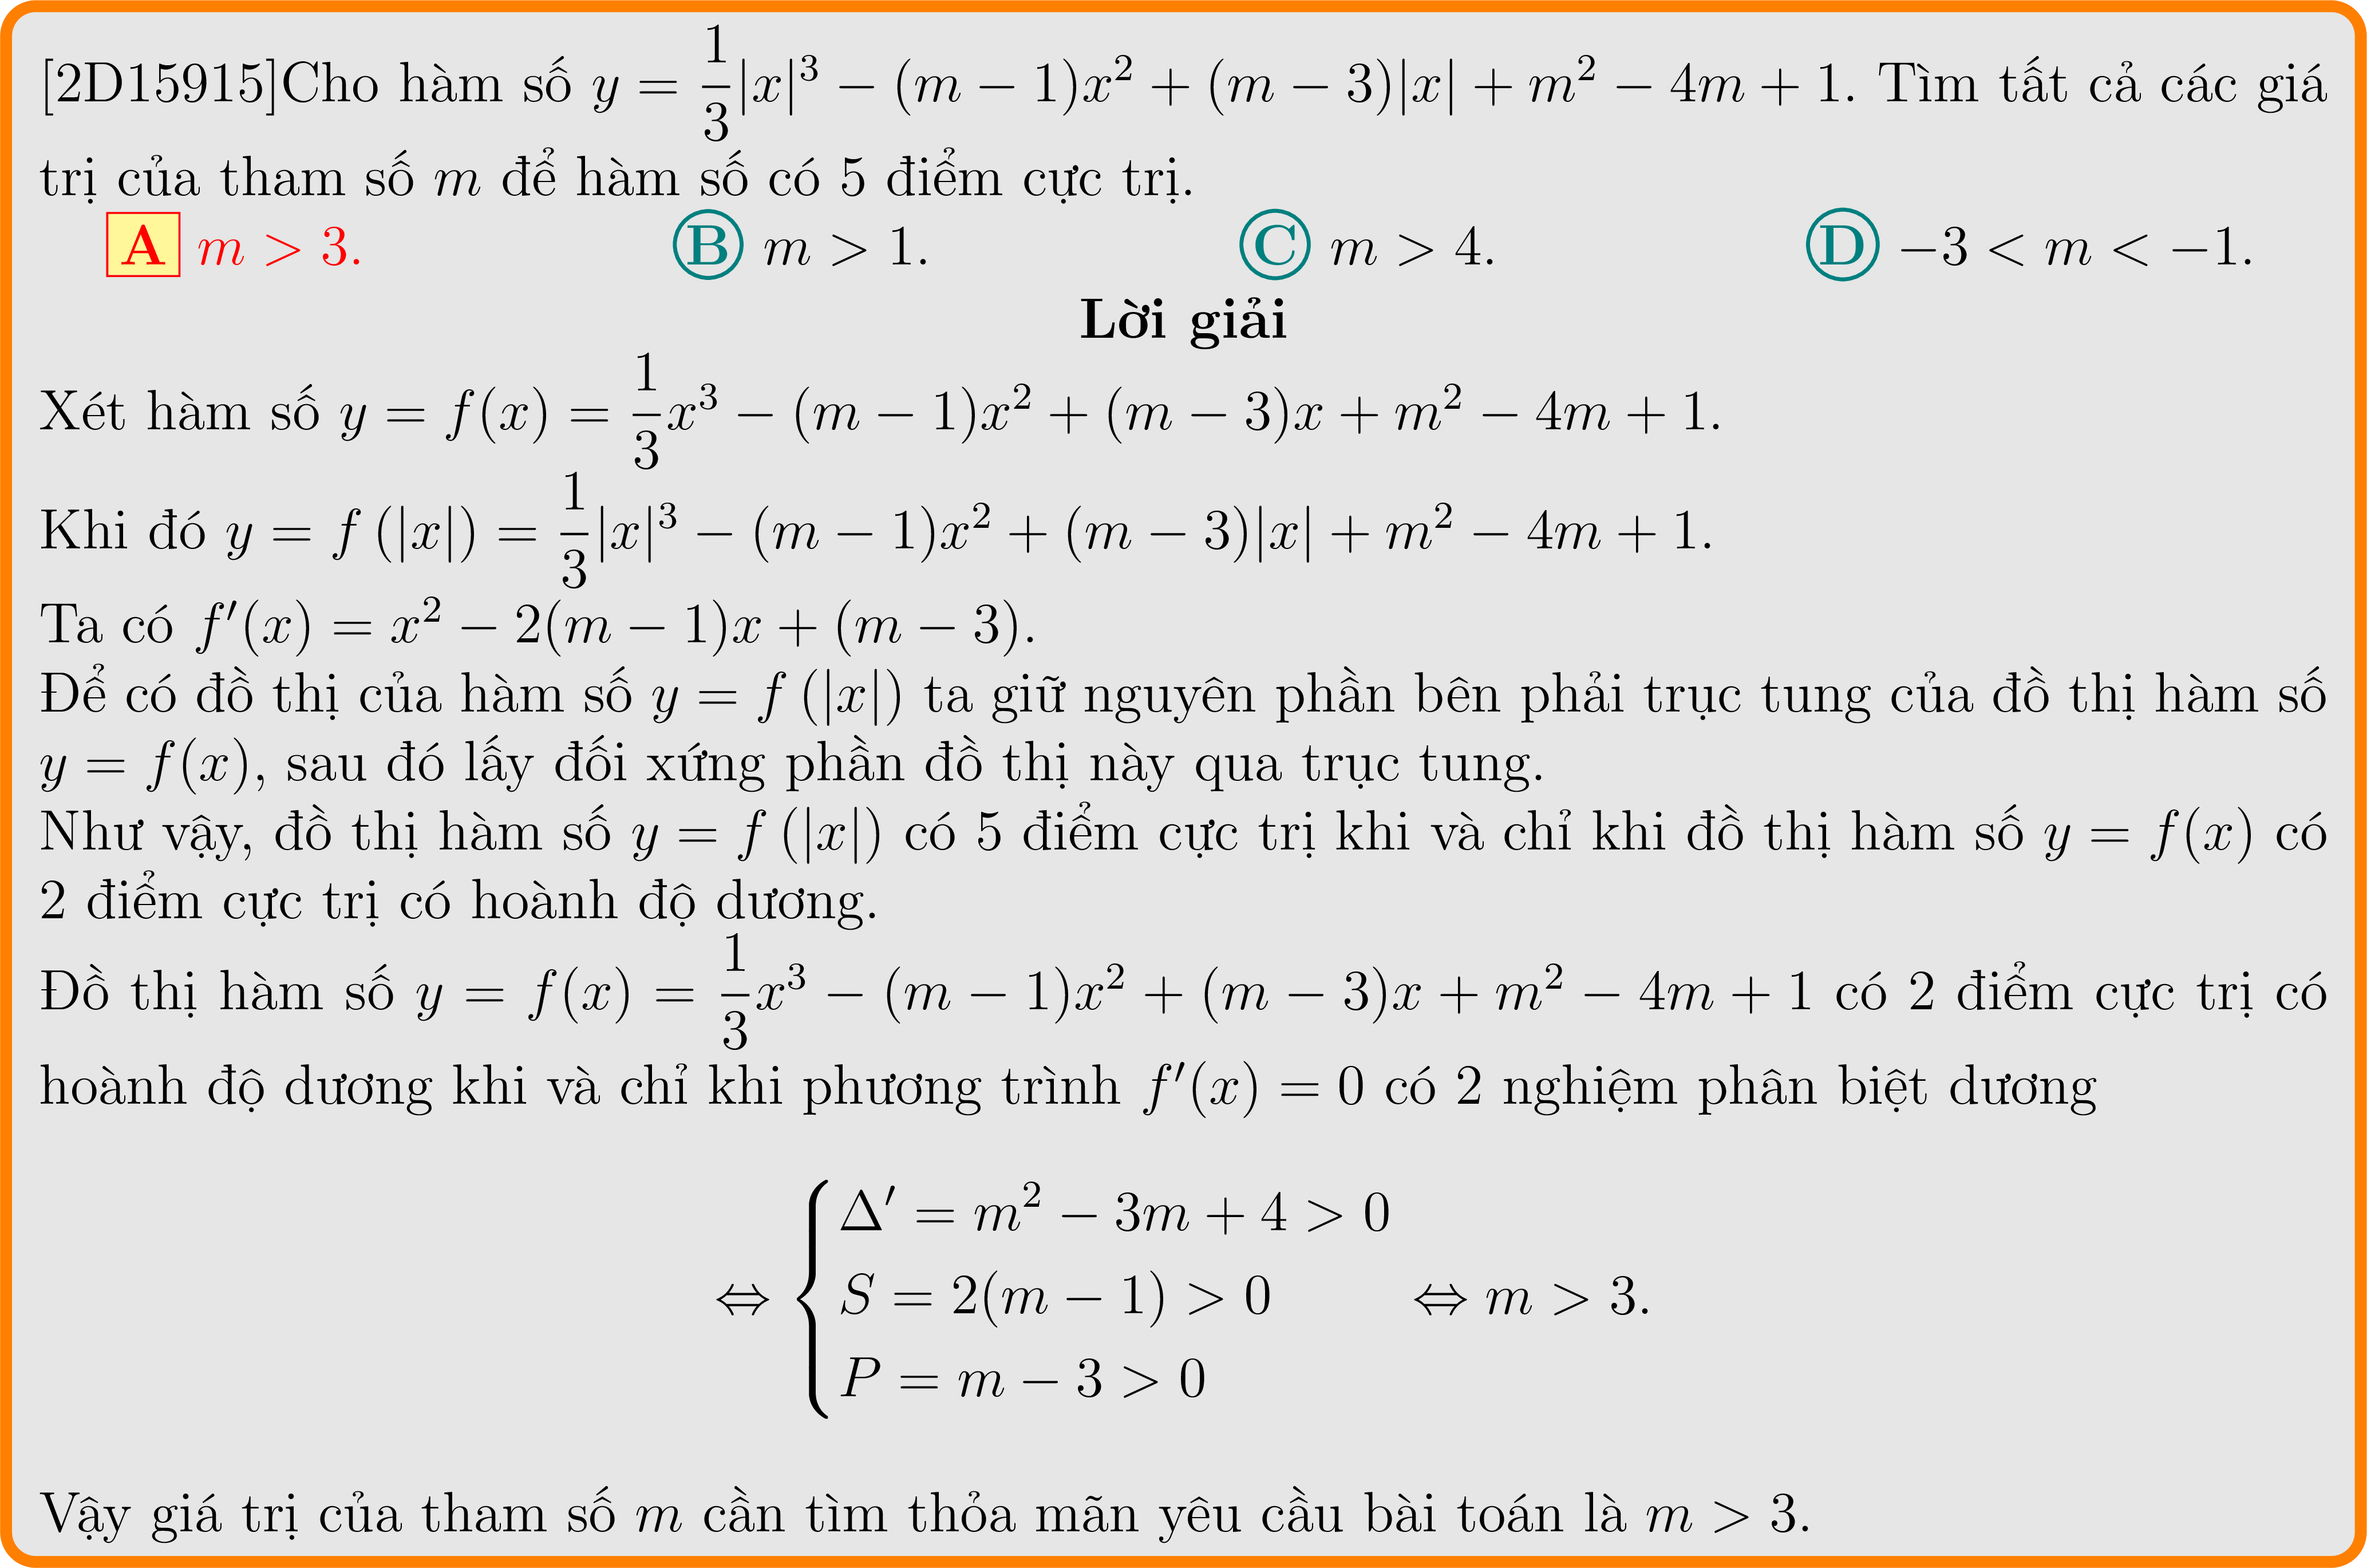 [2D15915]Cho hàm số $y = \dfrac{1}{3}|x|^3 - (m - 1)x^2 + (m - 3)|x| + m^2 - 4m + 1$. Tìm tất cả các giá
trị của tham số $m$ để hàm số có 5 điểm cực trị.
A $m > 3$. B $m > 1$. C $m > 4$. D $-3 < m < -1$.
Lời giải
Xét hàm số $y = f(x) = \dfrac{1}{3}x^3 - (m - 1)x^2 + (m - 3)x + m^2 - 4m + 1$.
Khi đó $y = f(|x|) = \dfrac{1}{3}|x|^3 - (m - 1)x^2 + (m - 3)|x| + m^2 - 4m + 1$.
Ta có $f'(x) = x^2 - 2(m - 1)x + (m - 3)$.
Để có đồ thị của hàm số $y = f(|x|)$ ta giữ nguyên phần bên phải trục tung của đồ thị hàm số
$y = f(x)$, sau đó lấy đối xứng phần đồ thị này qua trục tung.
Như vậy, đồ thị hàm số $y = f(|x|)$ có 5 điểm cực trị khi và chỉ khi đồ thị hàm số $y = f(x)$ có
2 điểm cực trị có hoành độ dương.
Đồ thị hàm số $y = f(x) = \dfrac{1}{3}x^3 - (m - 1)x^2 + (m - 3)x + m^2 - 4m + 1$ có 2 điểm cực trị có
hoành độ dương khi và chỉ khi phương trình $f'(x) = 0$ có 2 nghiệm phân biệt dương
$\Leftrightarrow \begin{cases} \Delta' = m^2 - 3m + 4 > 0 \\ S = 2(m - 1) > 0 \\ P = m - 3 > 0 \end{cases} \Leftrightarrow m > 3.$
Vậy giá trị của tham số $m$ cần tìm thỏa mãn yêu cầu bài toán là $m > 3$.